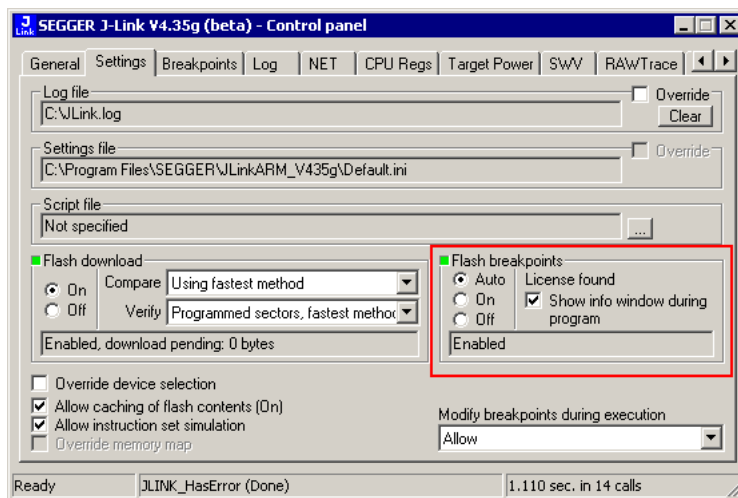 J Link SEGGER J-Link V4.35g (beta) - Control panel
General Settings Breakpoints Log NET CPU Regs Target Power SWV RAWTrace
Log file
Override
C:\JLink.log
Clear
Settings file
Override
C:\Program Files\SEGGER\JLinkARM_V435g\Default.ini
Script file
Not specified
...
Flash download
On
Off
Compare Using fastest method
Verify Programmed sectors, fastest method
Enabled, download pending: 0 bytes
Flash breakpoints
Auto
On
Off
License found
Show info window during
program
Enabled
Override device selection
Allow caching of flash contents (On)
Allow instruction set simulation
Override memory map
Modify breakpoints during execution
Allow
Ready JLINK_HasError (Done) 1.110 sec. in 14 calls